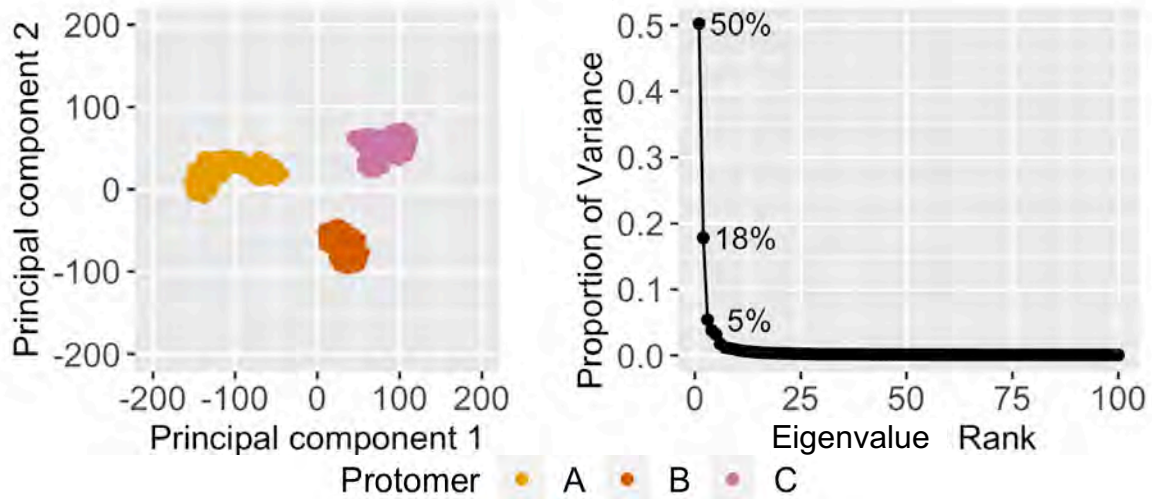 Principal component 2
200
100
0
-100
-200
-200 -100 0 100 200
Principal component 1
Proportion of Variance
0.5
0.4
0.3
0.2
0.1
0.0
50%
18%
5%
0 25 50 75 100
Eigenvalue Rank
Protomer A B C